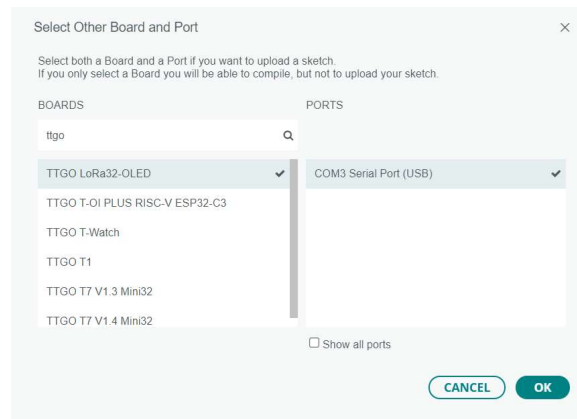 Select Other Board and Port
Select both a Board and a Port if you want to upload a sketch.
If you only select a Board you will be able to compile, but not to upload your sketch.
BOARDS
PORTS
ttgo
TTGO LoRa32-OLED
COM3 Serial Port (USB)
TTGO T-OI PLUS RISC-V ESP32-C3
TTGO T-Watch
TTGO T1
TTGO T7 V1.3 Mini32
TTGO T7 V1.4 Mini32
Show all ports
CANCEL
OK